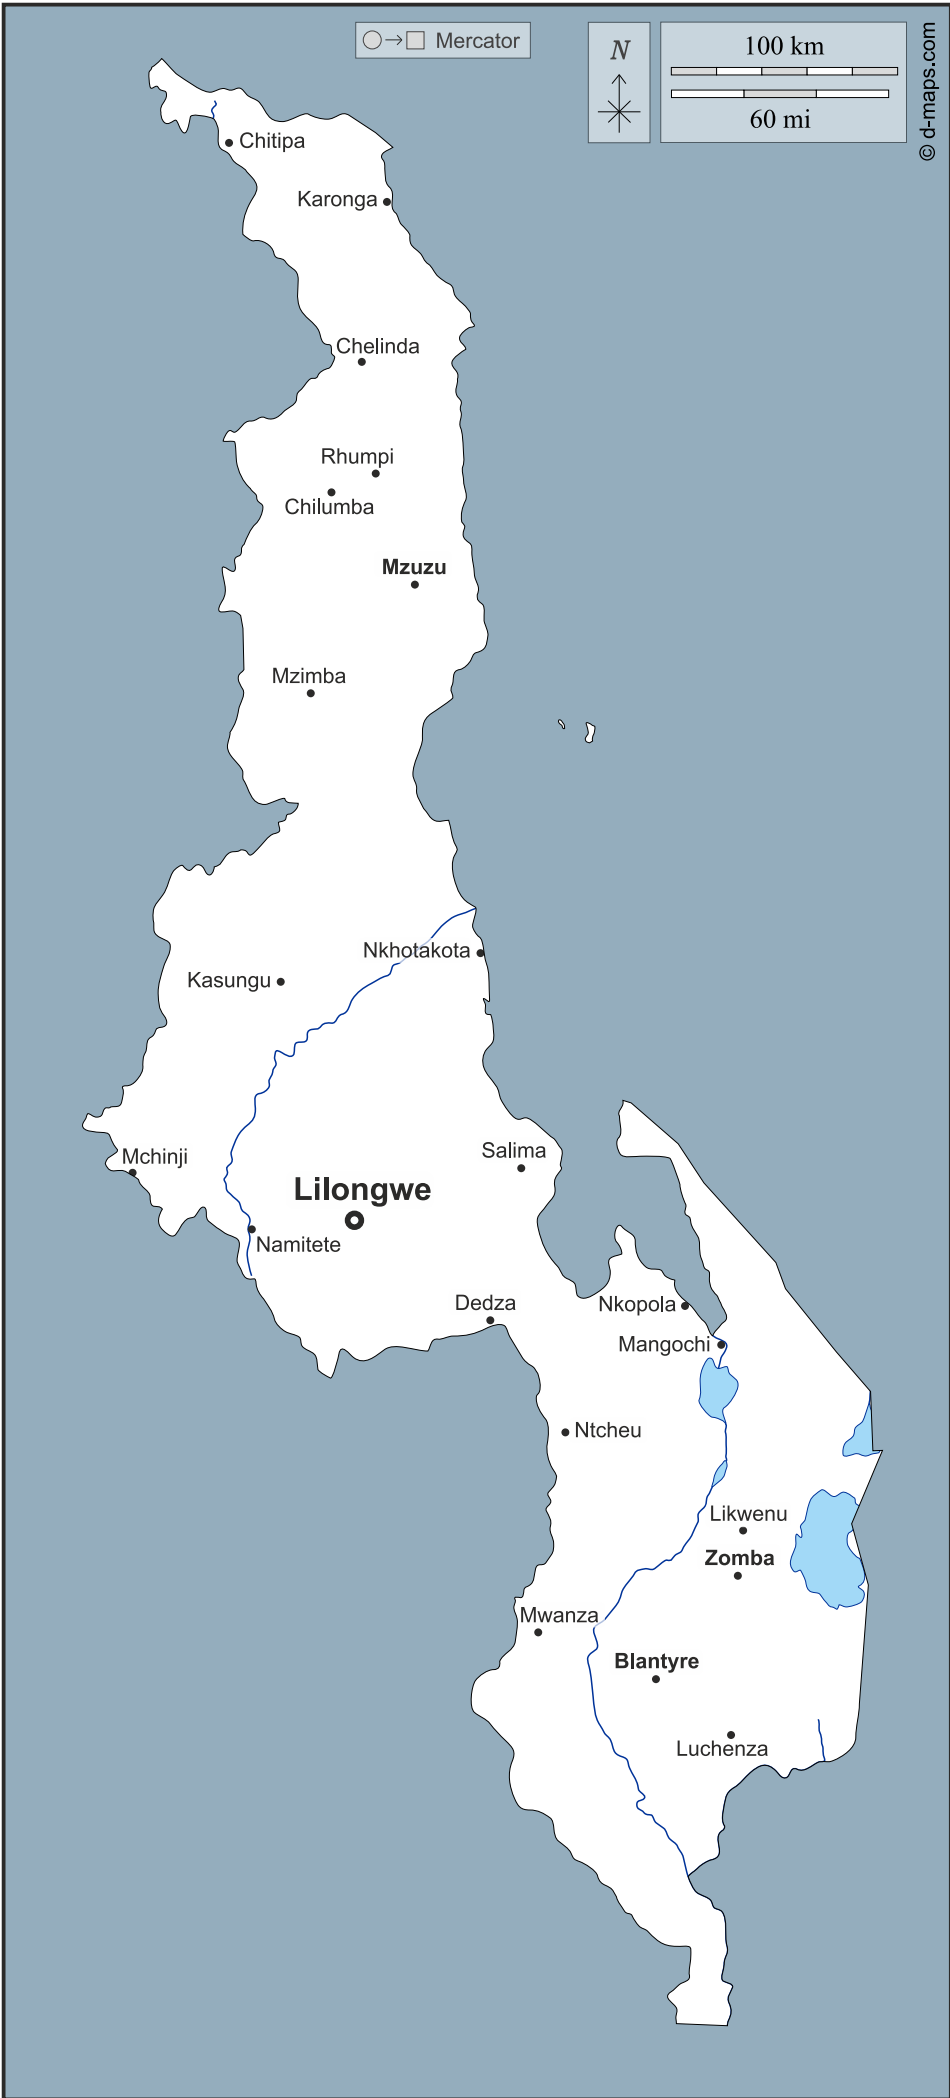 Mercator
N
100 km
60 mi
© d-maps.com
Chitipa
Karonga
Chelinda
Rhumpi
Chilumba
Mzuzu
Mzimba
Nkhotakota
Kasungu
Salima
Mchinji
Lilongwe
Namitete
Dedza
Nkopola
Mangochi
Ntcheu
Likwenu
Zomba
Mwanza
Blantyre
Luchenza